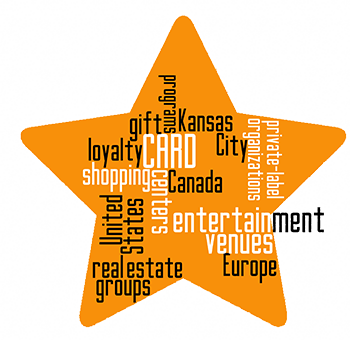 programs
gift
Kansas
City
private-label
organizations
loyalty
CARD
shopping
centers
Canada
United
States
entertainment
venues
Europe
real estate
groups